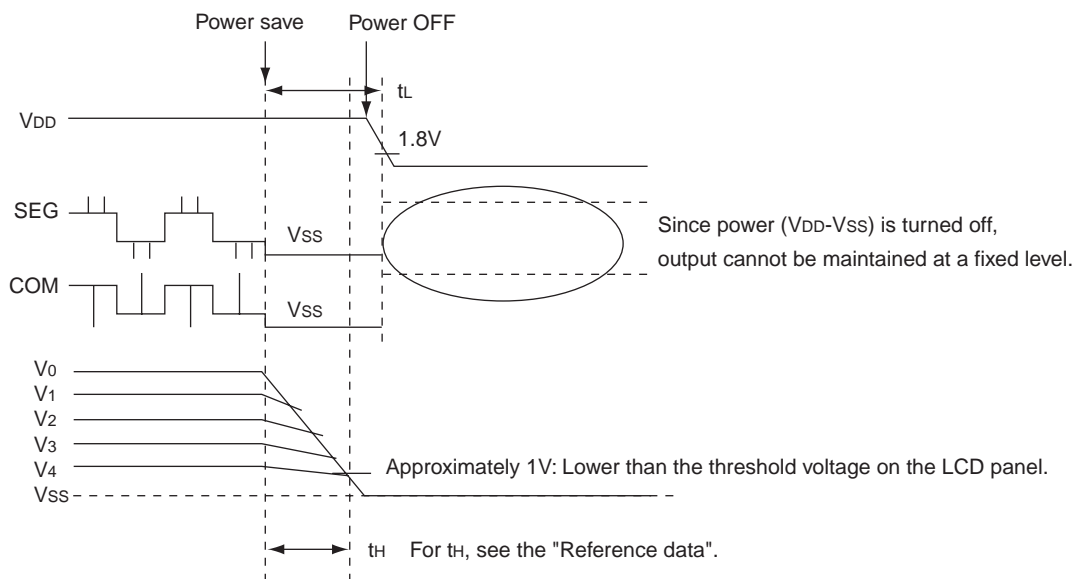 Power save Power OFF
tL
VDD
1.8V
SEG
VSS
Since power (VDD-VSS) is turned off,
output cannot be maintained at a fixed level.
COM
VSS
V0
V1
V2
V3
V4
Approximately 1V: Lower than the threshold voltage on the LCD panel.
VSS
tH For tH, see the "Reference data".